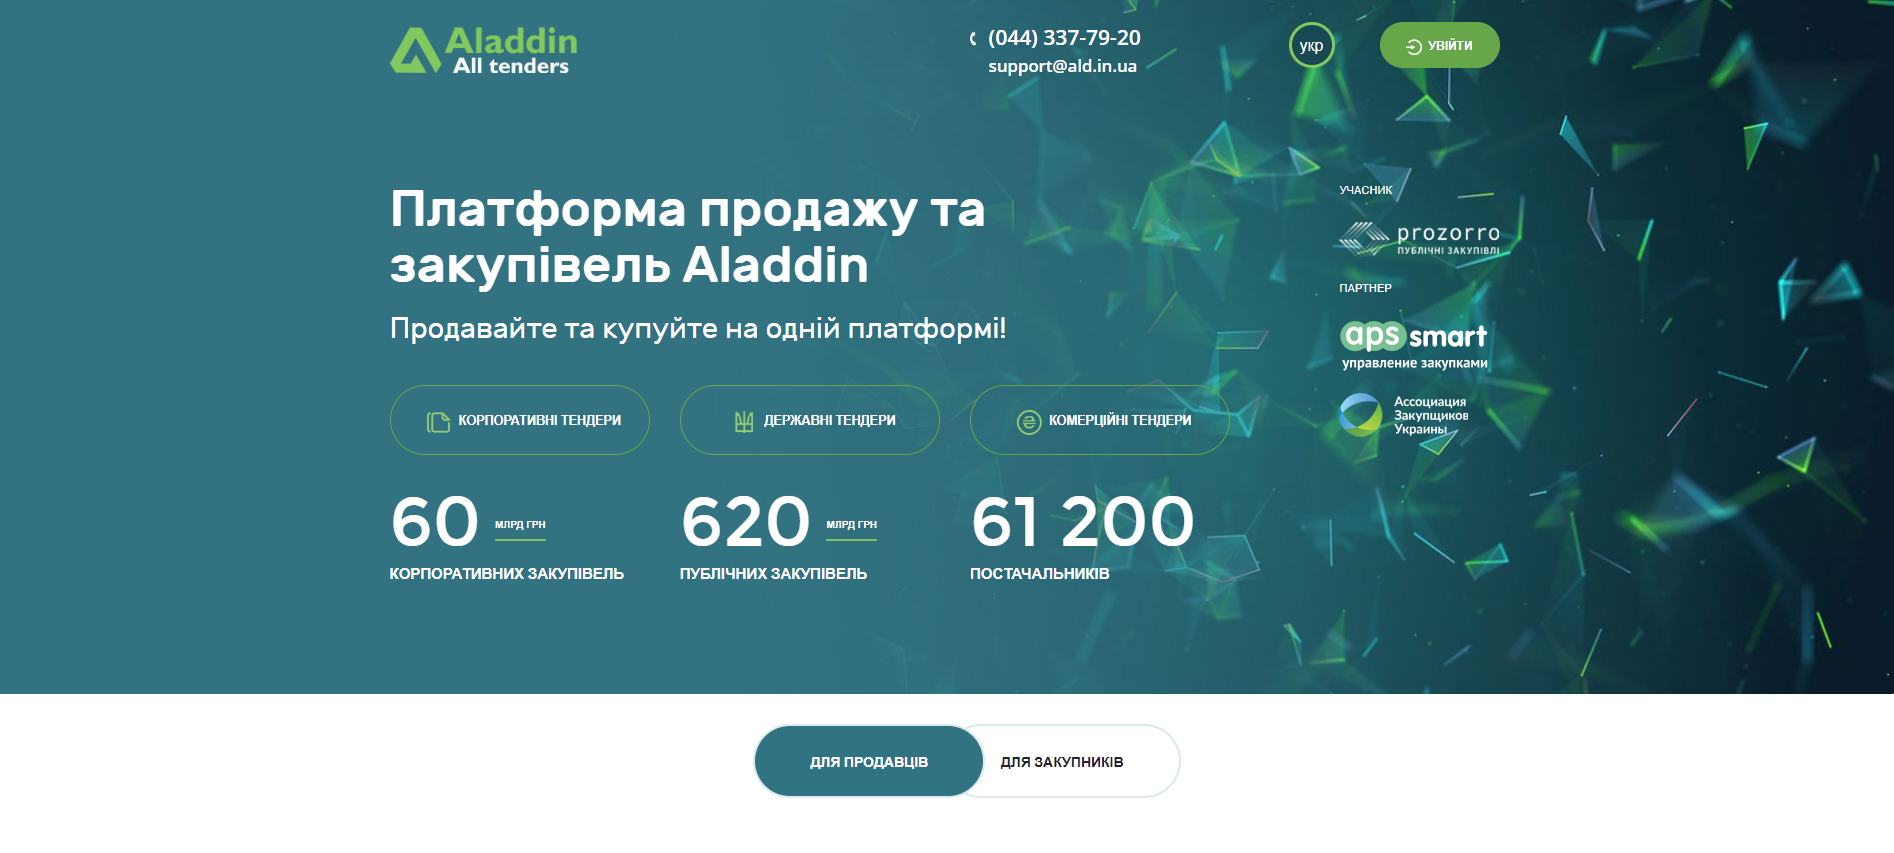 Aladdin
All tenders
(044) 337-79-20
support@ald.in.ua
укр
УВІЙТИ
Платформа продажу та
закупівель Aladdin
Продавайте та купуйте на одній платформі!
КОРПОРАТИВНІ ТЕНДЕРИ
ДЕРЖАВНІ ТЕНДЕРИ
КОМЕРЦІЙНІ ТЕНДЕРИ
60 МЛРД ГРН
КОРПОРАТИВНИХ ЗАКУПІВЕЛЬ
620 МЛРД ГРН
ПУБЛІЧНИХ ЗАКУПІВЕЛЬ
61 200
ПОСТАЧАЛЬНИКІВ
УЧАСНИК
prozorro
ПУБЛІЧНІ ЗАКУПІВЛІ
ПАРТНЕР
aps smart
управление закупками
Ассоциация
Закупщиков
Украины
ДЛЯ ПРОДАВЦІВ
ДЛЯ ЗАКУПНИКІВ